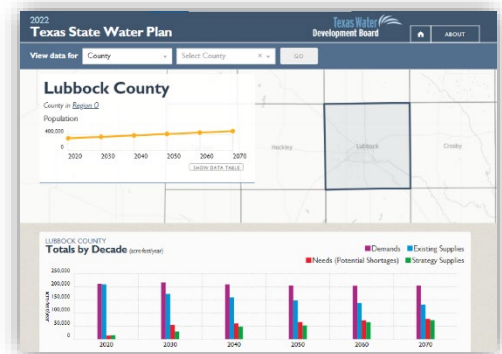 2022
Texas State Water Plan
Texas Water
Development Board
ABOUT
View data for County Select County × GO
Lubbock County
County in Region O
Population
400,000
0
2020 2030 2040 2050 2060 2070
SHOW DATA TABLE
Hockley Lubbock Crosby
LUBBOCK COUNTY
Totals by Decade (acre-feet/year)
Demands Existing Supplies
Needs (Potential Shortages) Strategy Supplies
250,000
200,000
150,000
100,000
50,000
0
2020 2030 2040 2050 2060 2070